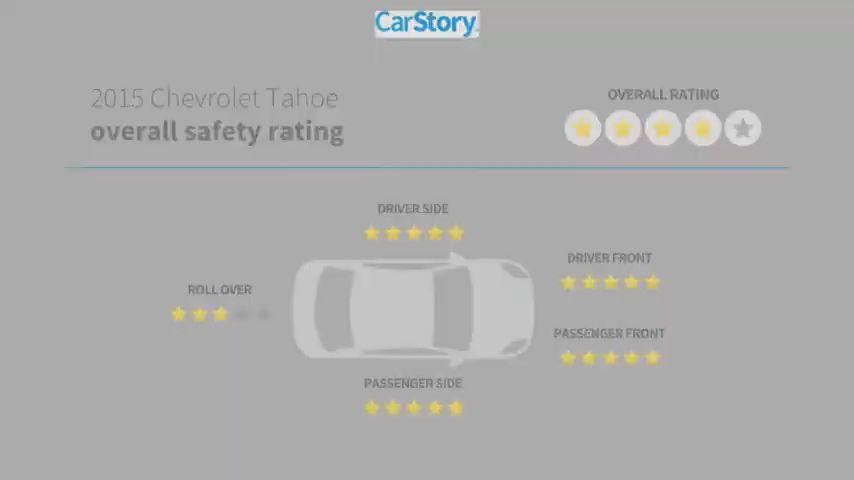 CarStory
2015 Chevrolet Tahoe
overall safety rating
OVERALL RATING
DRIVER SIDE
DRIVER FRONT
ROLL OVER
PASSENGER FRONT
PASSENGER SIDE